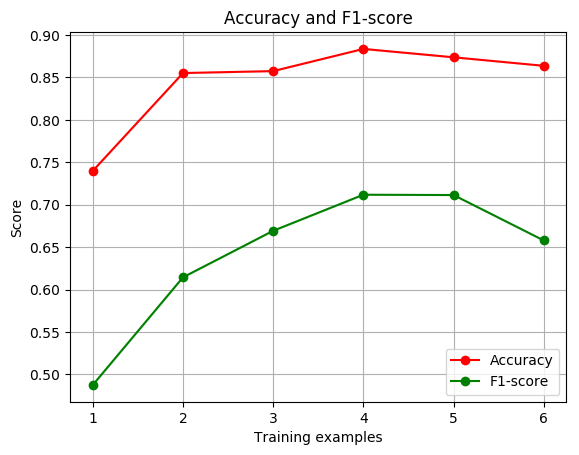 Accuracy and F1-score
0.90
0.85
0.80
0.75
0.70
0.65
0.60
0.55
0.50
Score
Accuracy
F1-score
1 2 3 4 5 6
Training examples